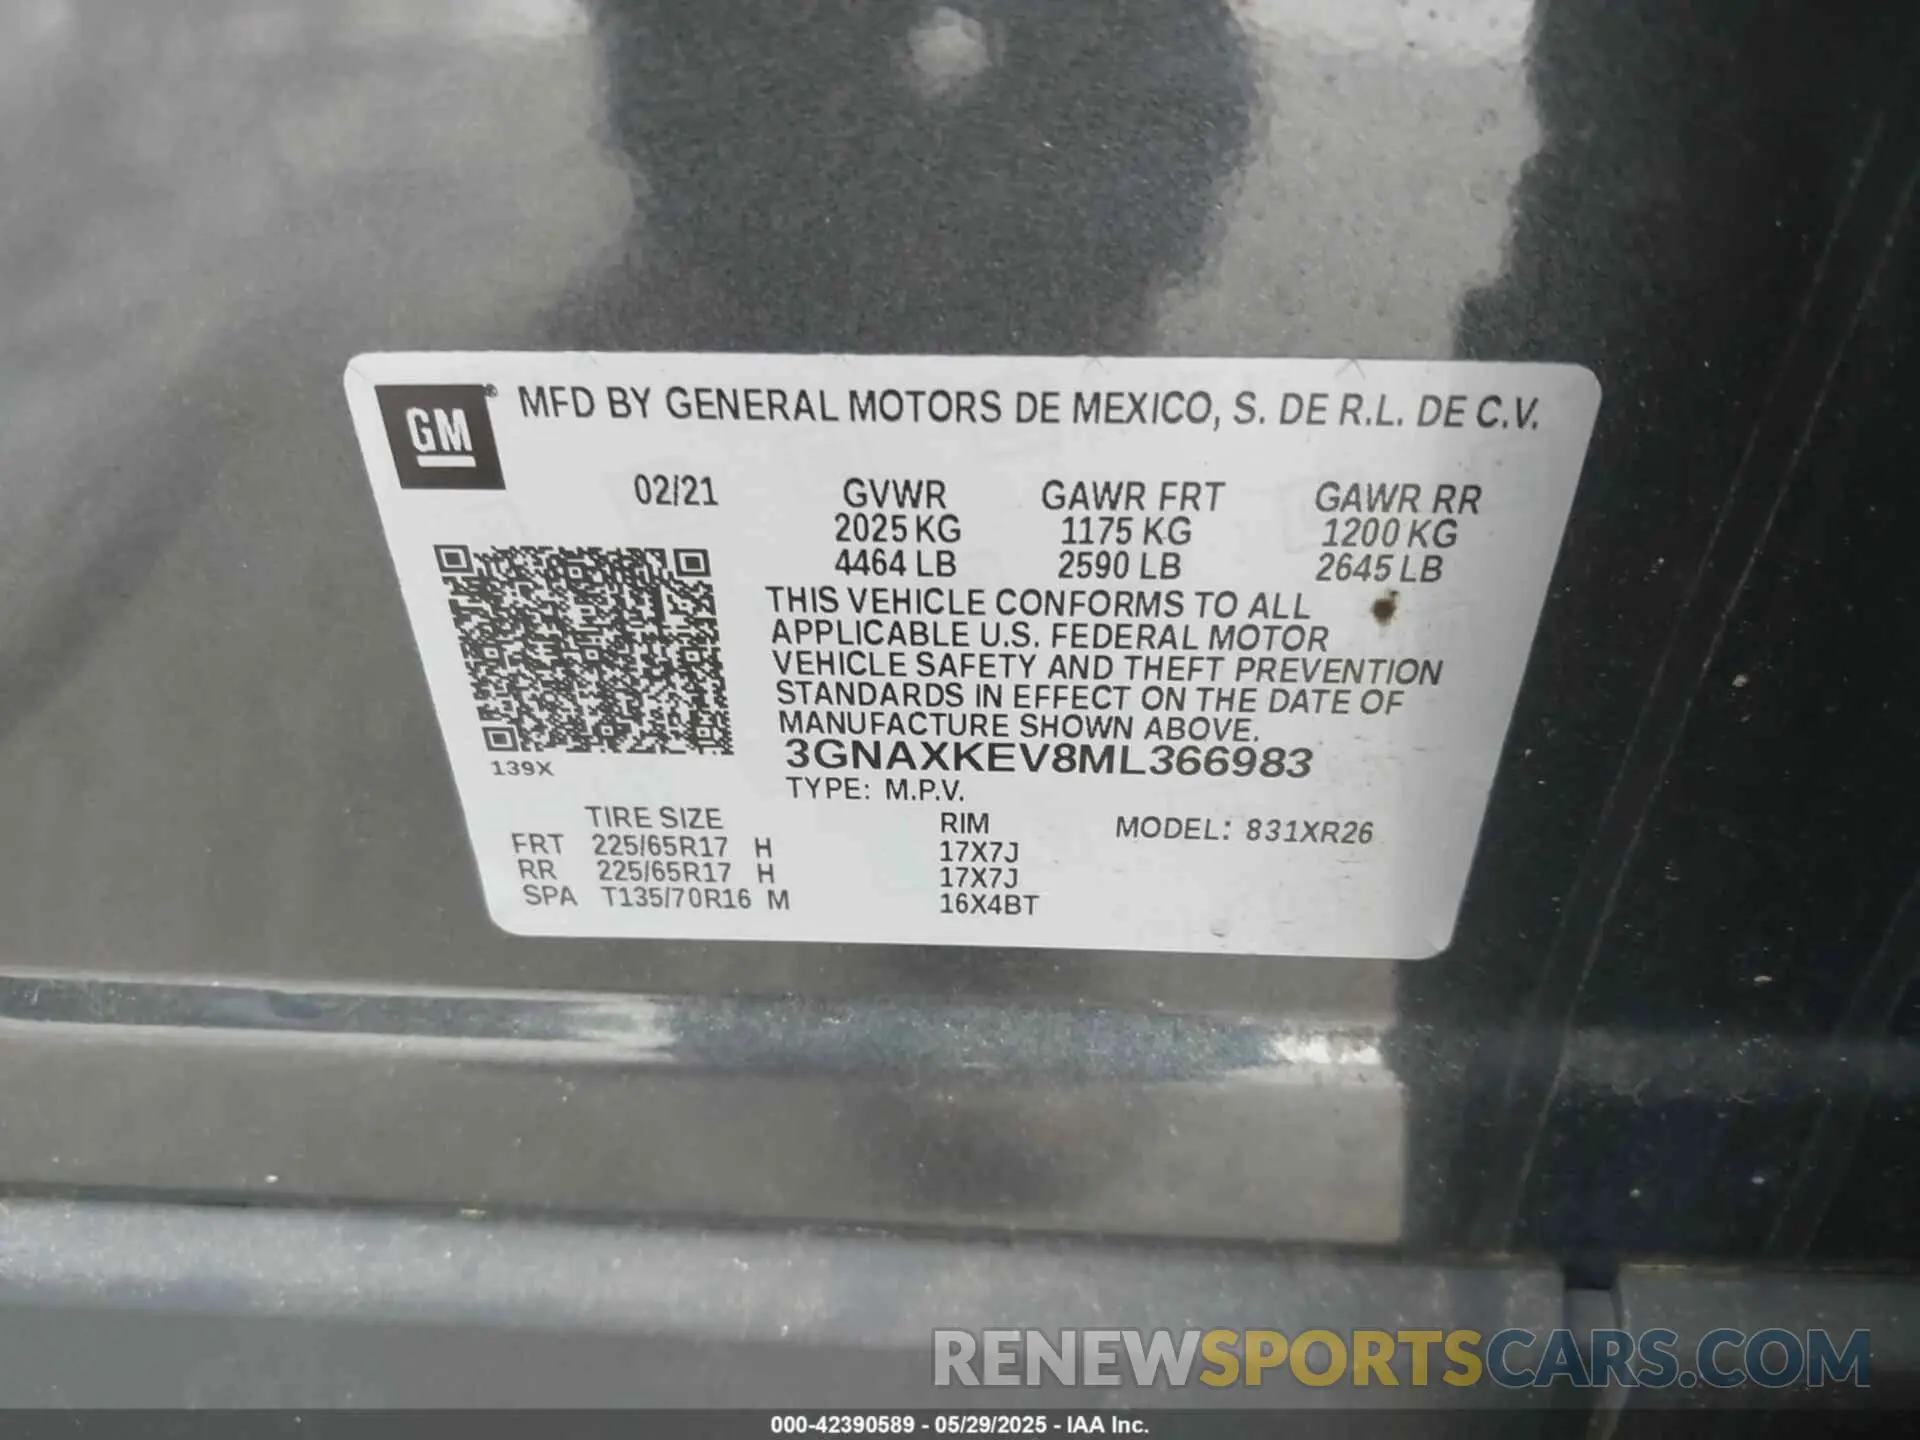 GM® MFD BY GENERAL MOTORS DE MEXICO, S. DE R.L. DE C.V.
02/21 GVWR GAWR FRT GAWR RR
2025 KG 1175 KG 1200 KG
4464 LB 2590 LB 2645 LB
THIS VEHICLE CONFORMS TO ALL
APPLICABLE U.S. FEDERAL MOTOR
VEHICLE SAFETY AND THEFT PREVENTION
STANDARDS IN EFFECT ON THE DATE OF
MANUFACTURE SHOWN ABOVE.
3GNAXKEV8ML366983
139X
TYPE: M.P.V.
TIRE SIZE RIM MODEL: 831XR26
FRT 225/65R17 H 17X7J
RR 225/65R17 H 17X7J
SPA T135/70R16 M 16X4BT
RENEWSPORTSCARS.COM
000-42390589 - 05/29/2025 - IAA Inc.